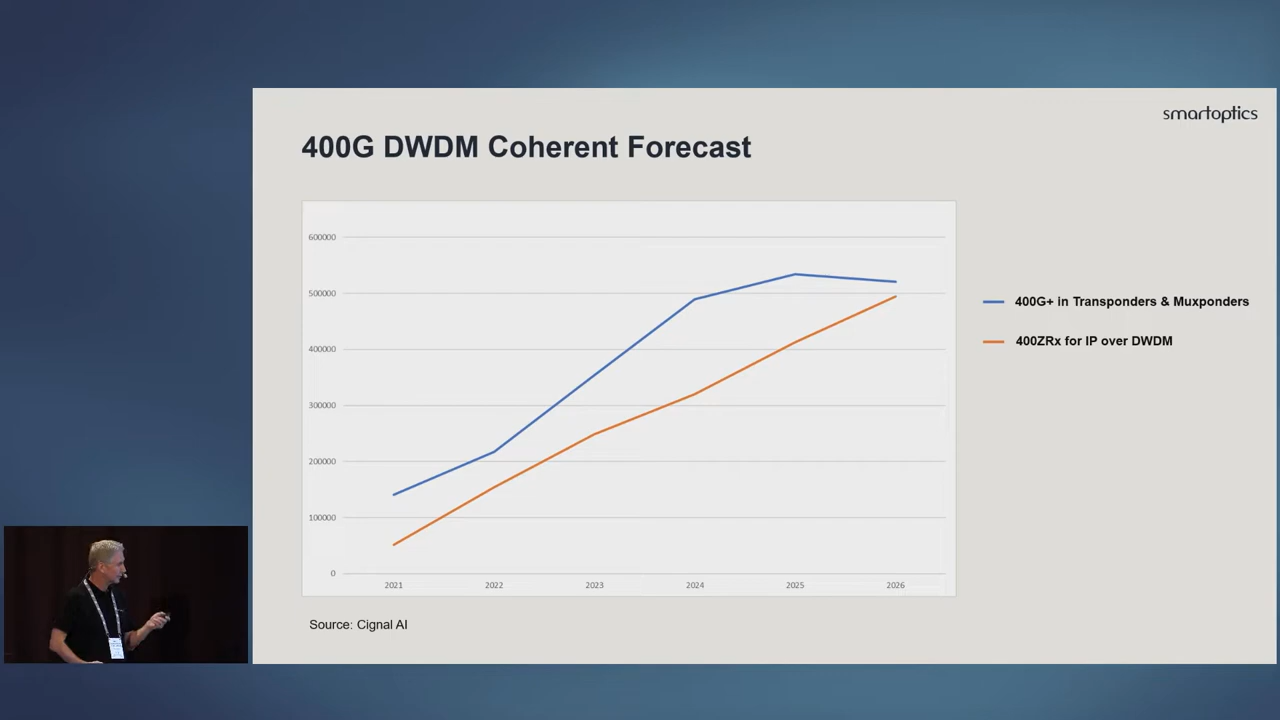 smartoptics
400G DWDM Coherent Forecast
600000
500000
400000
300000
200000
100000
0
2021 2022 2023 2024 2025 2026
400G+ in Transponders & Muxponders
400ZRx for IP over DWDM
Source: Cignal AI